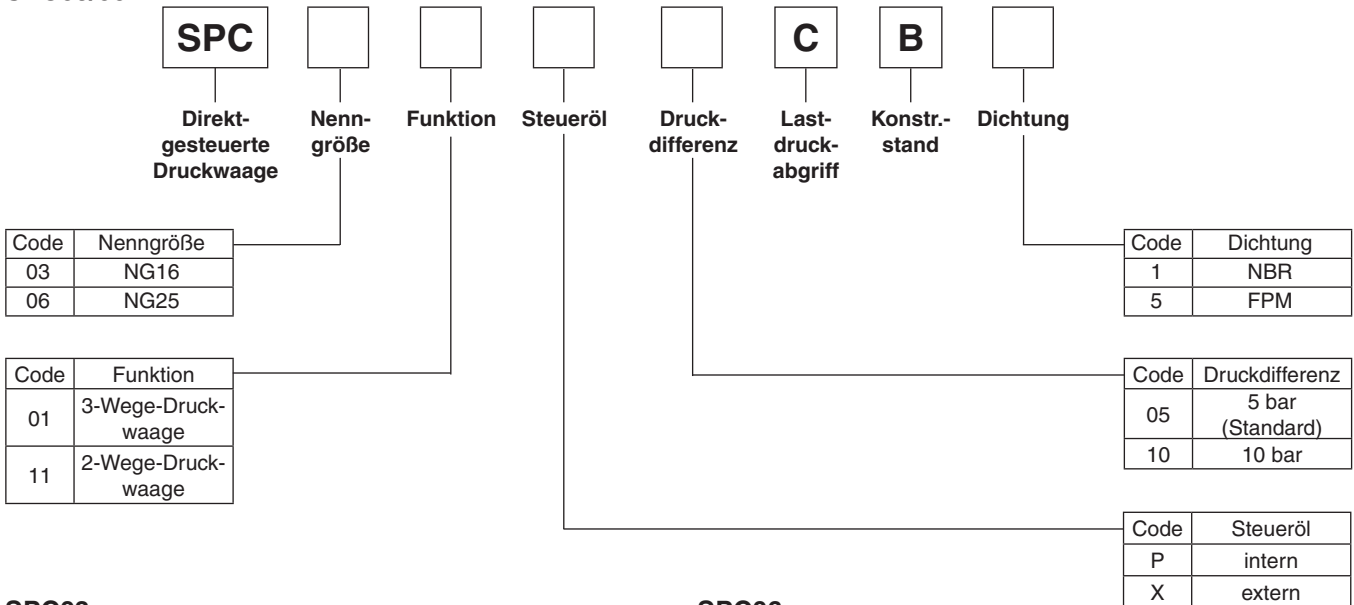 SPC C B
Direkt-
gesteuerte
Druckwaage
Nenn-
größe
Funktion
Steueröl
Druck-
differenz
Last-
druck-
abgriff
Konstr.-
stand
Dichtung
Code Nenngröße
03 NG16
06 NG25
Code Dichtung
1 NBR
5 FPM
Code Funktion
01 3-Wege-Druck-
waage
11 2-Wege-Druck-
waage
Code Druckdifferenz
05 5 bar
(Standard)
10 10 bar
Code Steueröl
P intern
X extern